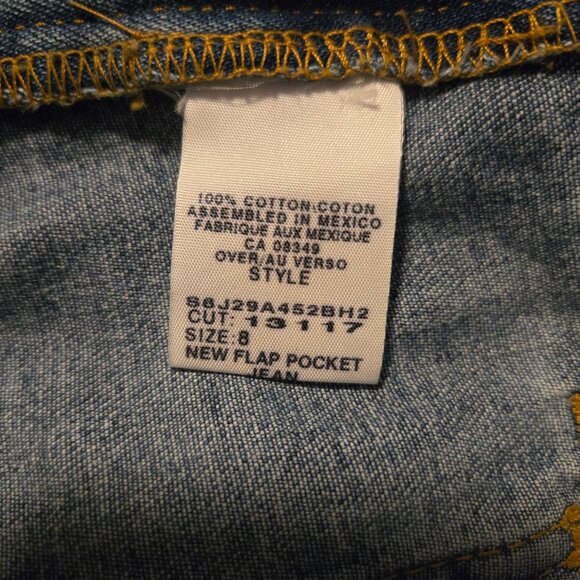 100% COTTON:COTON
ASSEMBLED IN MEXICO
FABRIQUE AUX MEXIQUE
CA 08349
OVER/AU VERSO
STYLE
S6J29A452BH2
CUT: 13117
SIZE: 8
NEW FLAP POCKET
JEAN